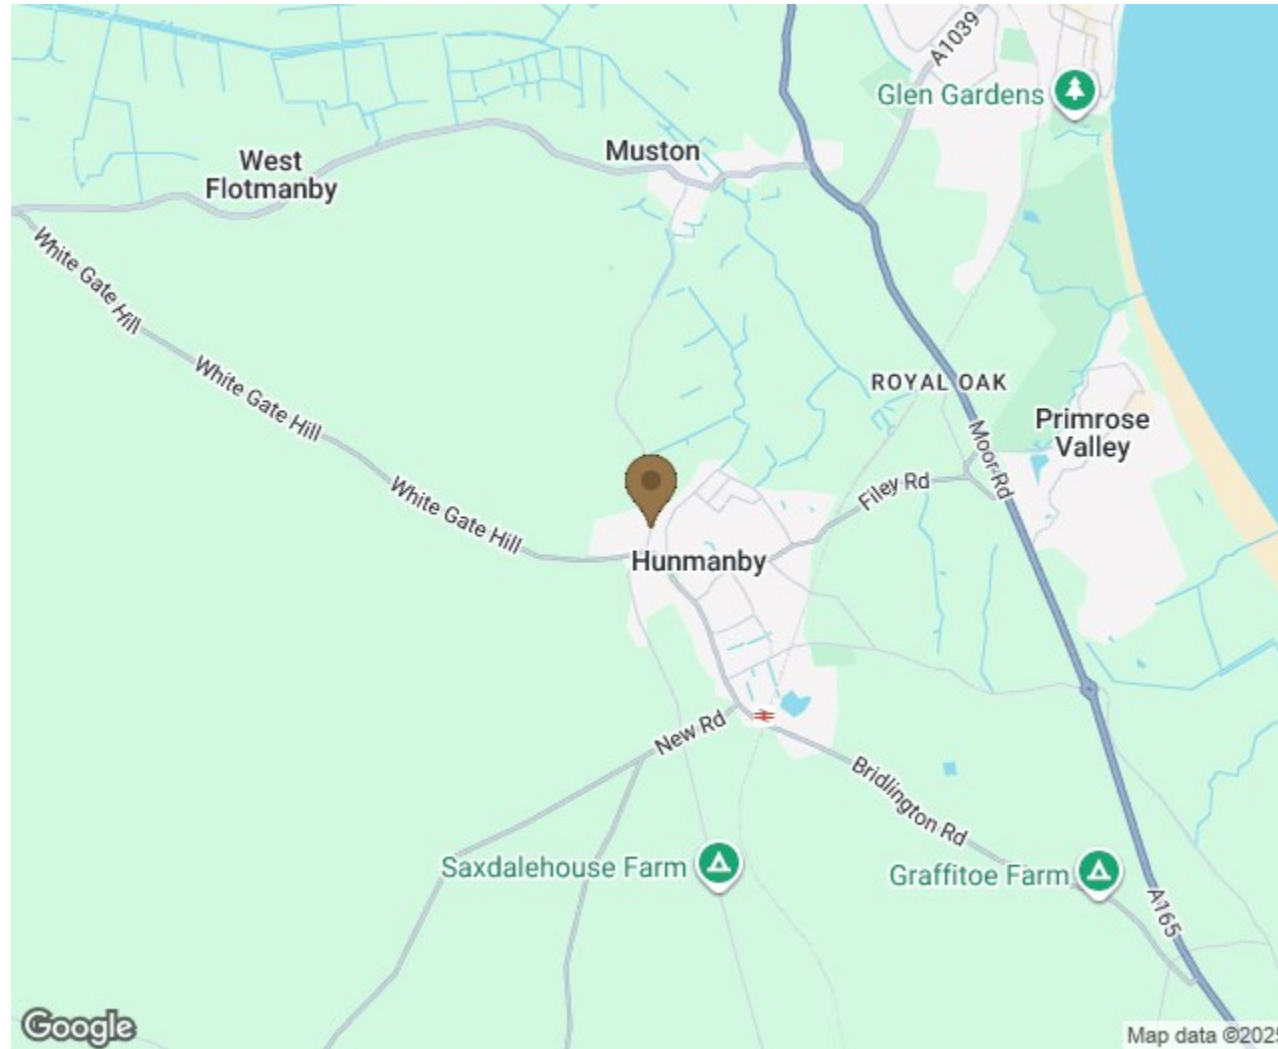 A1039
Glen Gardens
Muston
West
Flotmanby
White Gate Hill
White Gate Hill
ROYAL OAK
Primrose
Valley
Moor Rd
Filey Rd
White Gate Hill
Hunmanby
New Rd
Bridlington Rd
Saxdalehouse Farm
Graffitoe Farm
A165
Google
Map data ©2025